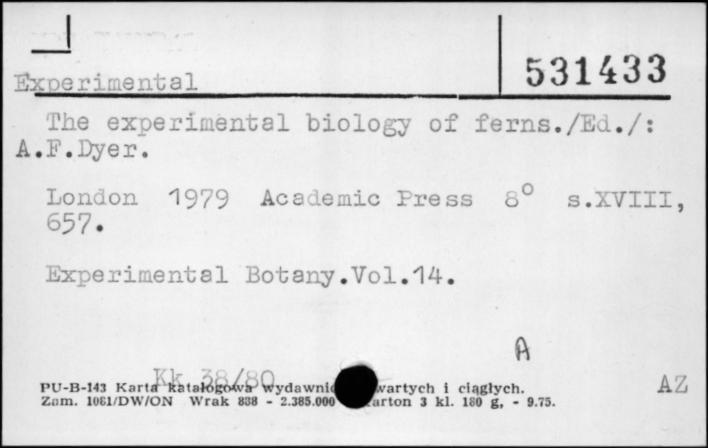 531433
Experimental
The experimental biology of ferns./Ed./:
A.F.Dyer.
London 1979 Academic Press 8° s.XVIII,
657.
Experimental Botany.Vol.14.
A
Kk 38/80
PU-B-143 Karta katalogowa wydawnic wartych i ciągłych.
AZ
Zam. 1061/DW/ON Wrak 838 - 2.385.000 arton 3 kl. 180 g, - 9.75.